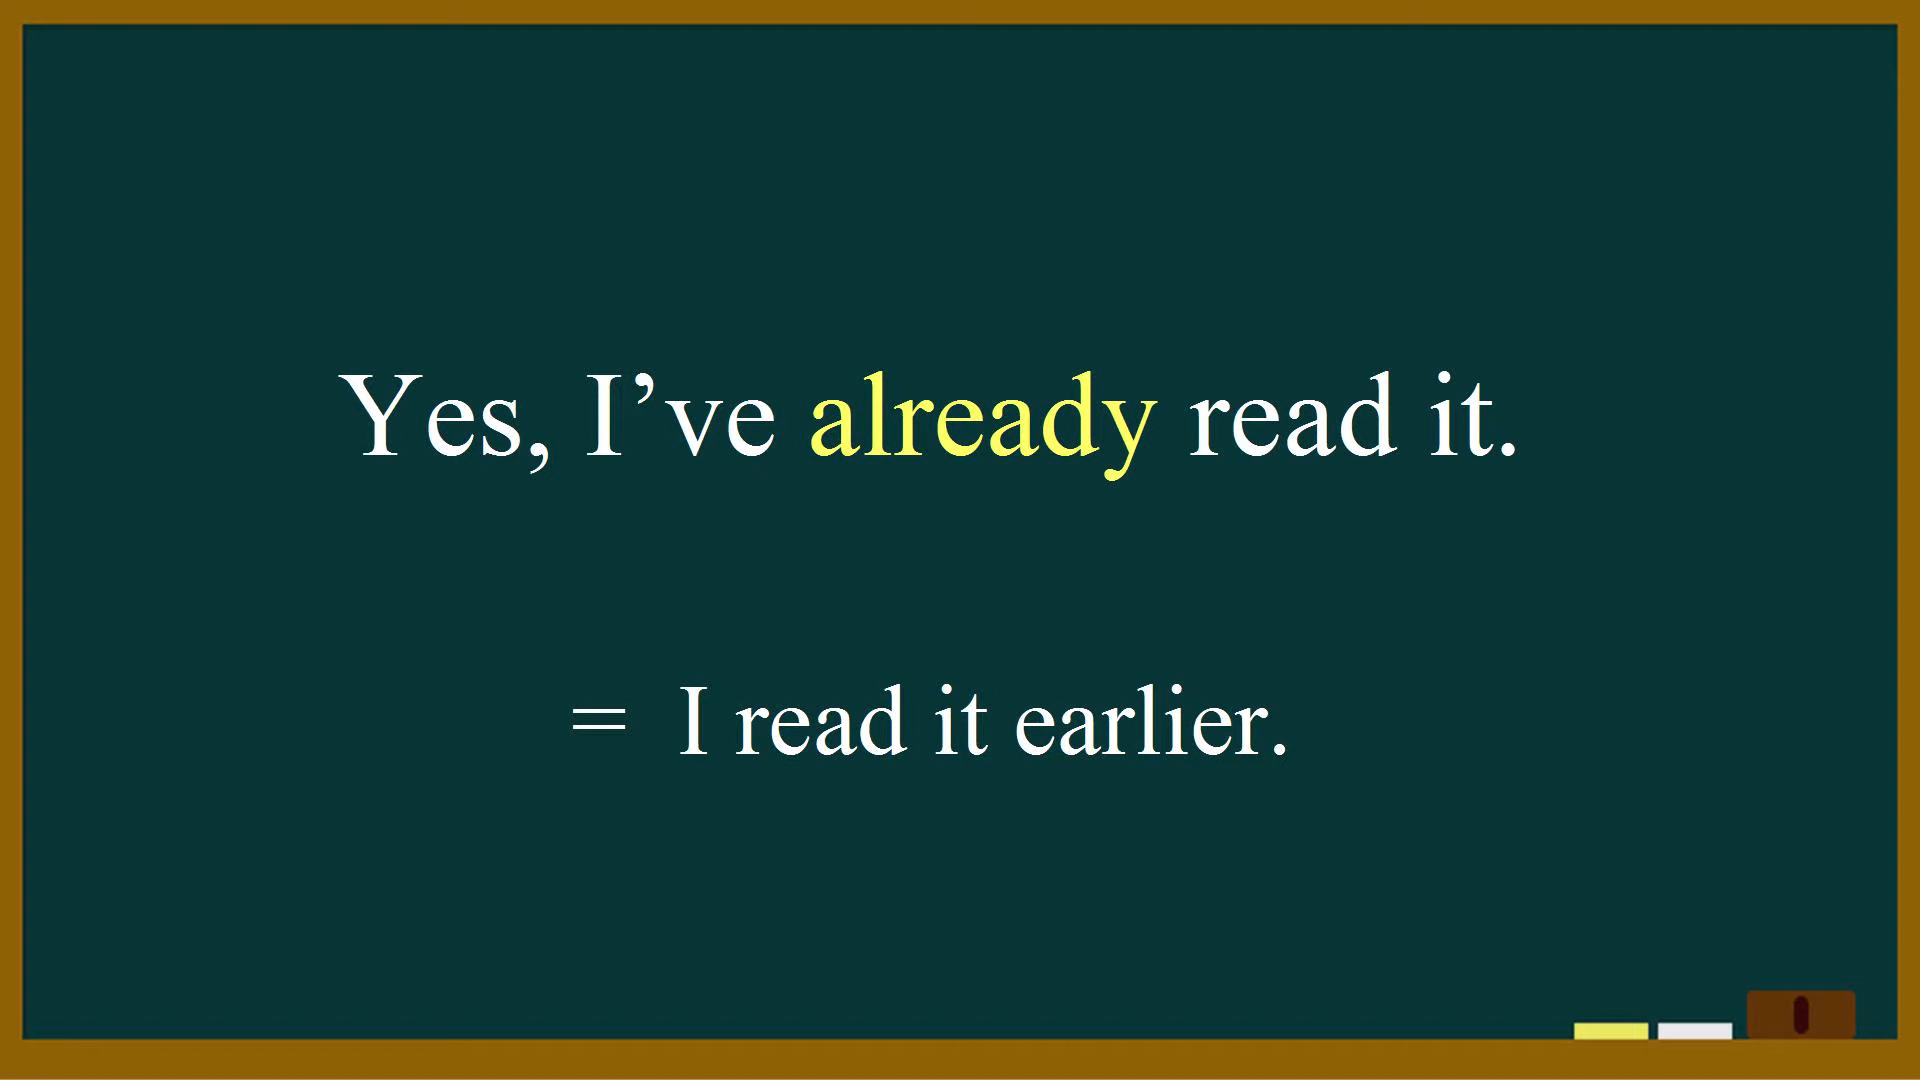 Yes, I’ve already read it.
= I read it earlier.